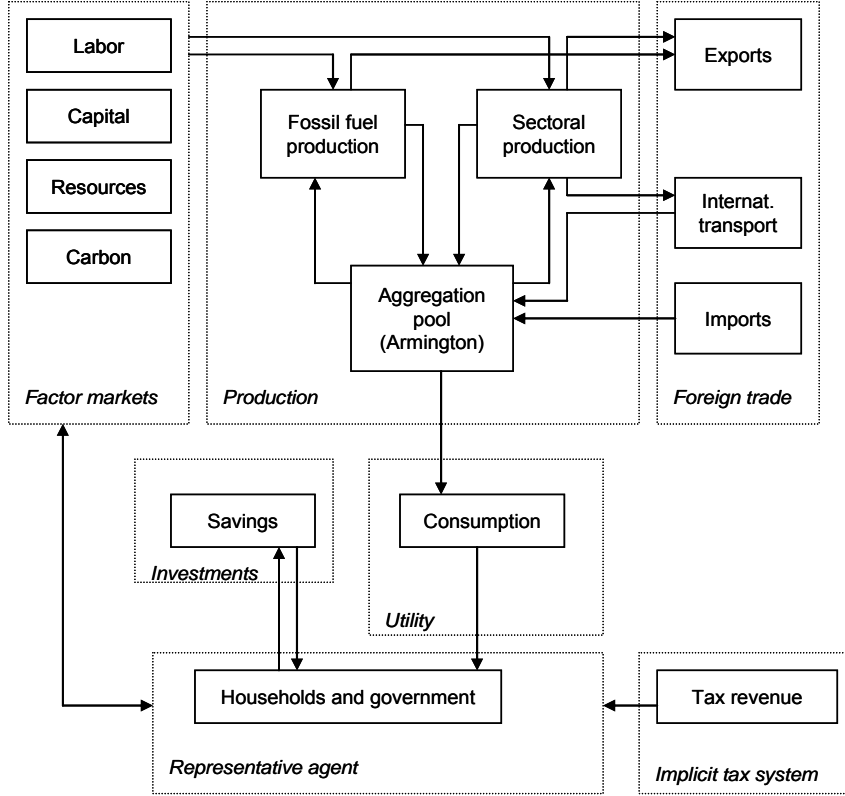 Labor
Capital
Resources
Carbon
Factor markets
Fossil fuel
production
Sectoral
production
Aggregation
pool
(Armington)
Production
Exports
Internat.
transport
Imports
Foreign trade
Savings
Investments
Consumption
Utility
Households and government
Representative agent
Tax revenue
Implicit tax system